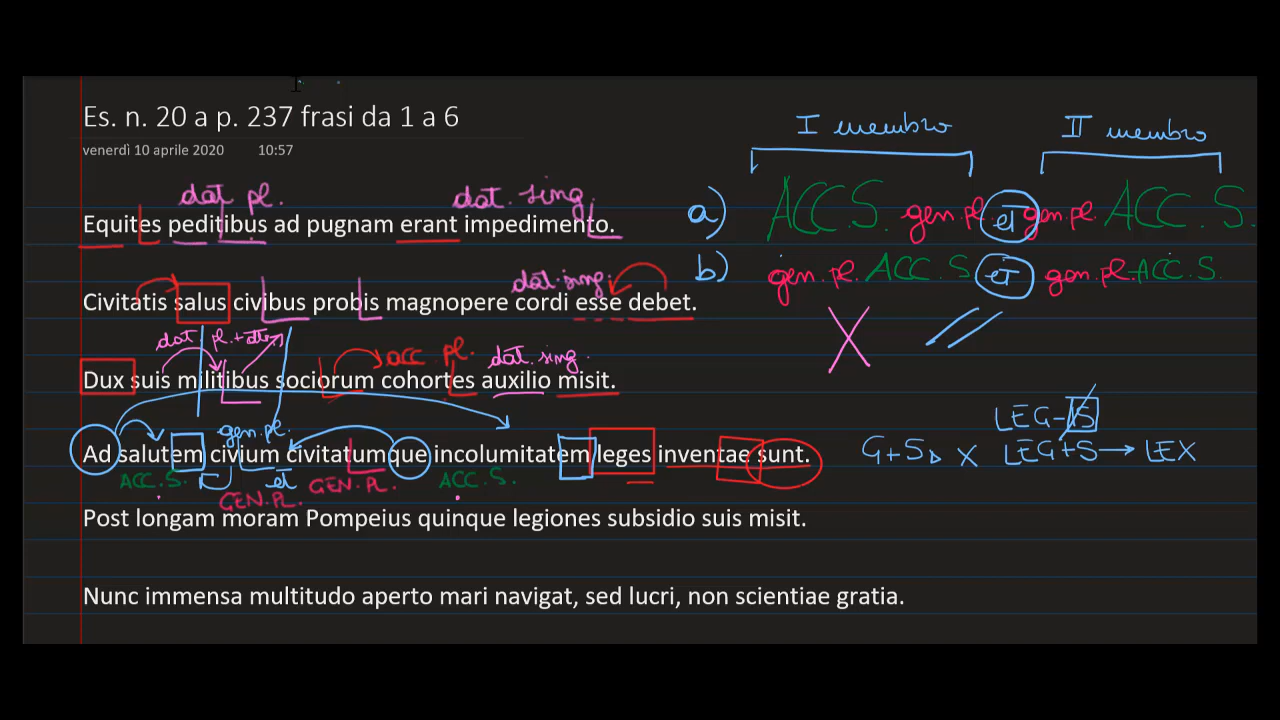 Es. n. 20 a p. 237 frasi da 1 a 6
venerdì 10 aprile 2020 10:57
I membro II membro
dat pl. dat. sing.
a) ACC.S. gen.pl. et gen.pl. ACC.S.
Equites peditibus ad pugnam erant impedimento.
b) gen.pl. ACC.S et gen.pl. ACC.S.
dat.sing.
Civitatis salus civibus probis magnopere cordi esse debet.
X
dat pl. + att. acc pl. dat.sing.
Dux suis militibus sociorum cohortes auxilio misit.
LEG-IS
gen.pl.
Ad salutem civium civitatumque incolumitatem leges inventae sunt.
G+S X LEG+S → LEX
ACC.S. et GEN.PL. ACC.S.
GEN.PL.
Post longam moram Pompeius quinque legiones subsidio suis misit.
Nunc immensa multitudo aperto mari navigat, sed lucri, non scientiae gratia.